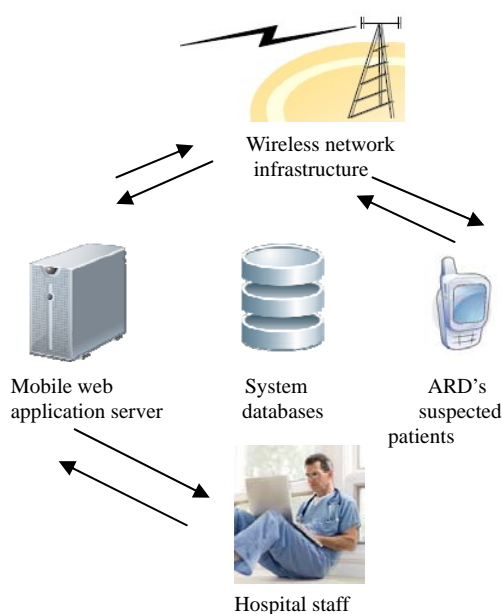 Wireless network
infrastructure
Mobile web
application server
System
databases
ARD's
suspected
patients
Hospital staff